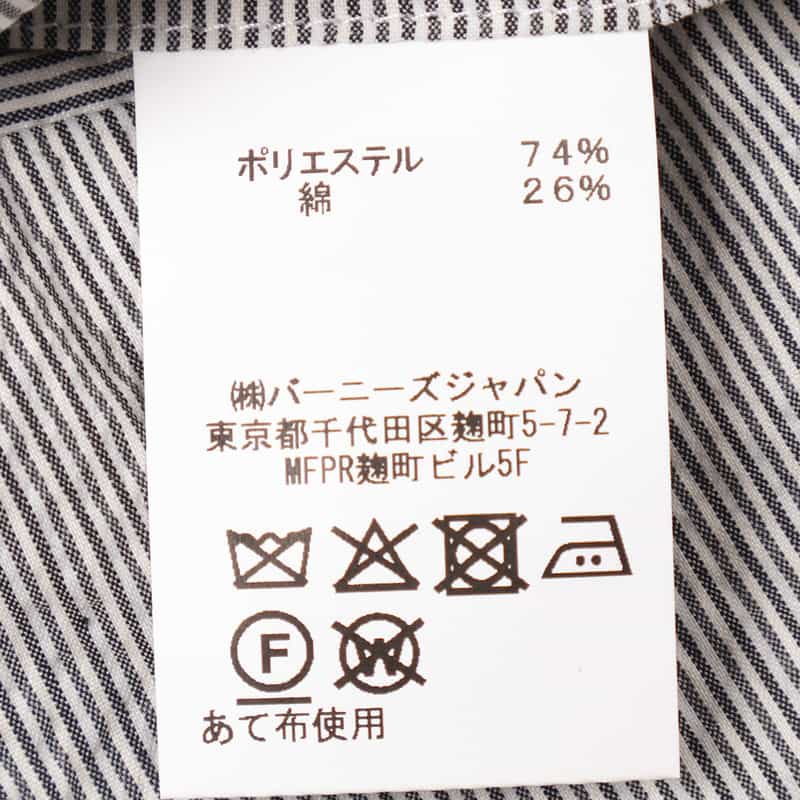 ポリエステル 74%
綿 26%
㈱バーニーズジャパン
東京都千代田区麹町5-7-2
MFPR麹町ビル5F
F W
あて布使用